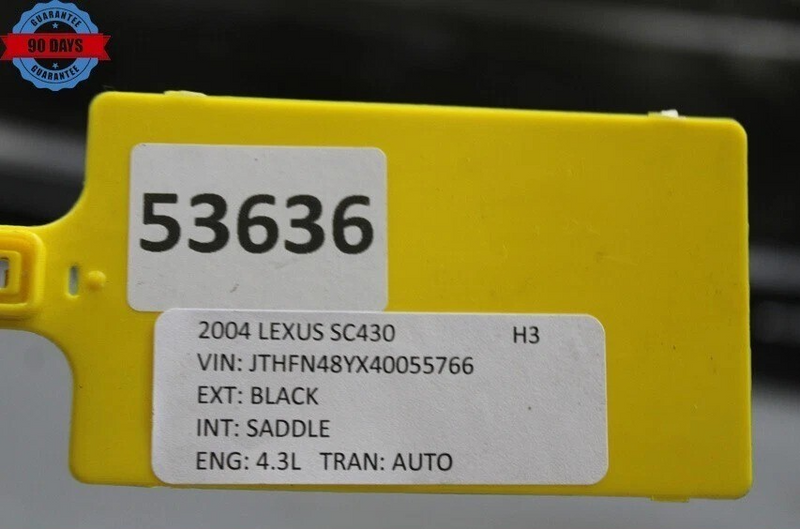 GUARANTEE
90 DAYS
GUARANTEE
53636
2004 LEXUS SC430 H3
VIN: JTHFN48YX40055766
EXT: BLACK
INT: SADDLE
ENG: 4.3L TRAN: AUTO